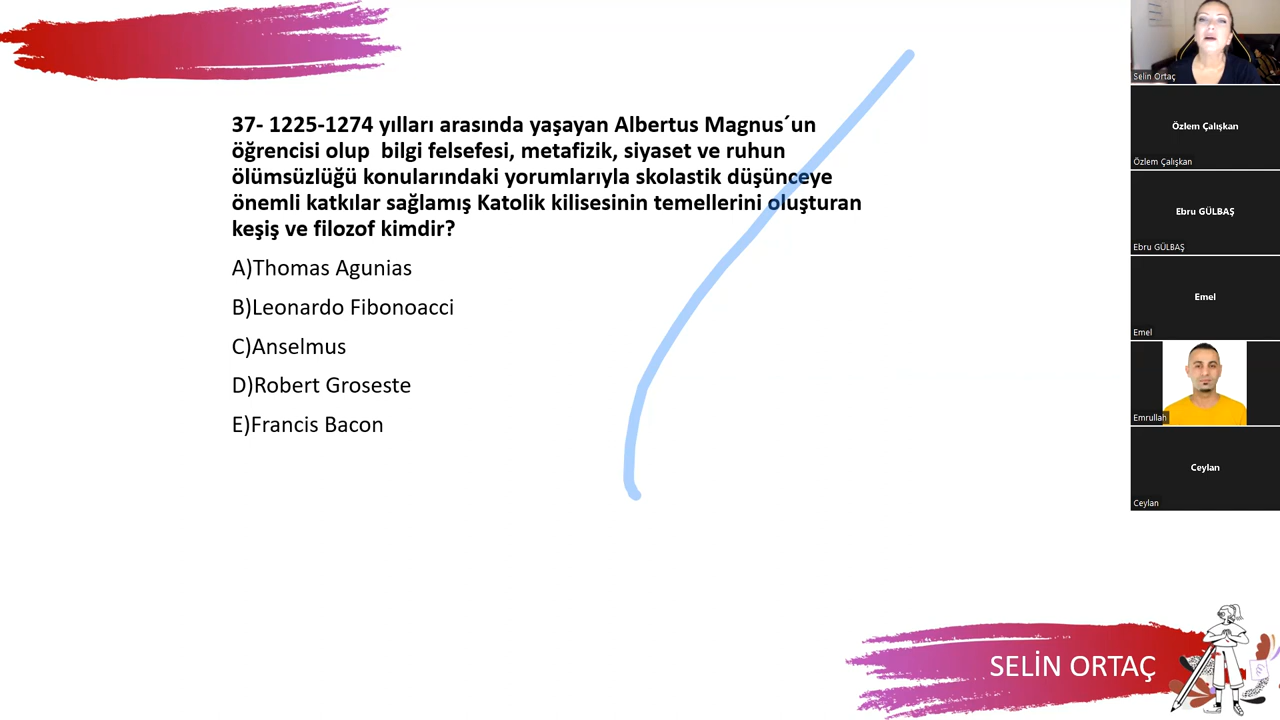 37- 1225-1274 yılları arasında yaşayan Albertus Magnus´un
öğrencisi olup  bilgi felsefesi, metafizik, siyaset ve ruhun
ölümsüzlüğü konularındaki yorumlarıyla skolastik düşünceye
önemli katkılar sağlamış Katolik kilisesinin temellerini oluşturan
keşiş ve filozof kimdir?
A)Thomas Agunias
B)Leonardo Fibonoacci
C)Anselmus
D)Robert Groseste
E)Francis Bacon
Selin Ortaç
Özlem Çalışkan
Özlem Çalışkan
Ebru GÜLBAŞ
Ebru GÜLBAŞ
Emel
Emel
Emrullah
Ceylan
Ceylan
SELİN ORTAÇ